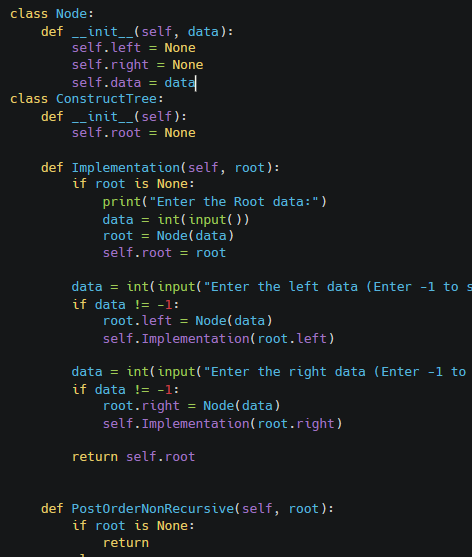 class Node:
    def __init__(self, data):
        self.left = None
        self.right = None
        self.data = data
class ConstructTree:
    def __init__(self):
        self.root = None

    def Implementation(self, root):
        if root is None:
            print("Enter the Root data:")
            data = int(input())
            root = Node(data)
            self.root = root

        data = int(input("Enter the left data (Enter -1 to s
        if data != -1:
            root.left = Node(data)
            self.Implementation(root.left)

        data = int(input("Enter the right data (Enter -1 to
        if data != -1:
            root.right = Node(data)
            self.Implementation(root.right)

        return self.root

    def PostOrderNonRecursive(self, root):
        if root is None:
            return